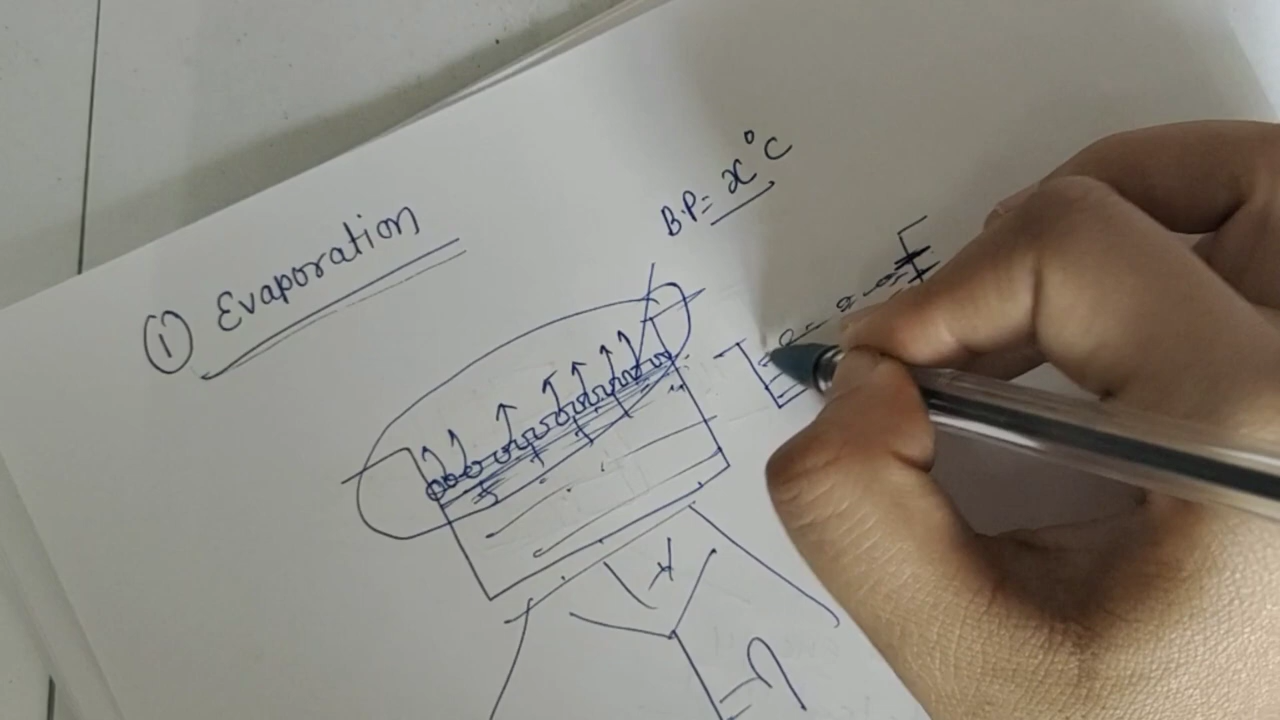 ① Evaporation
B.P = x°C